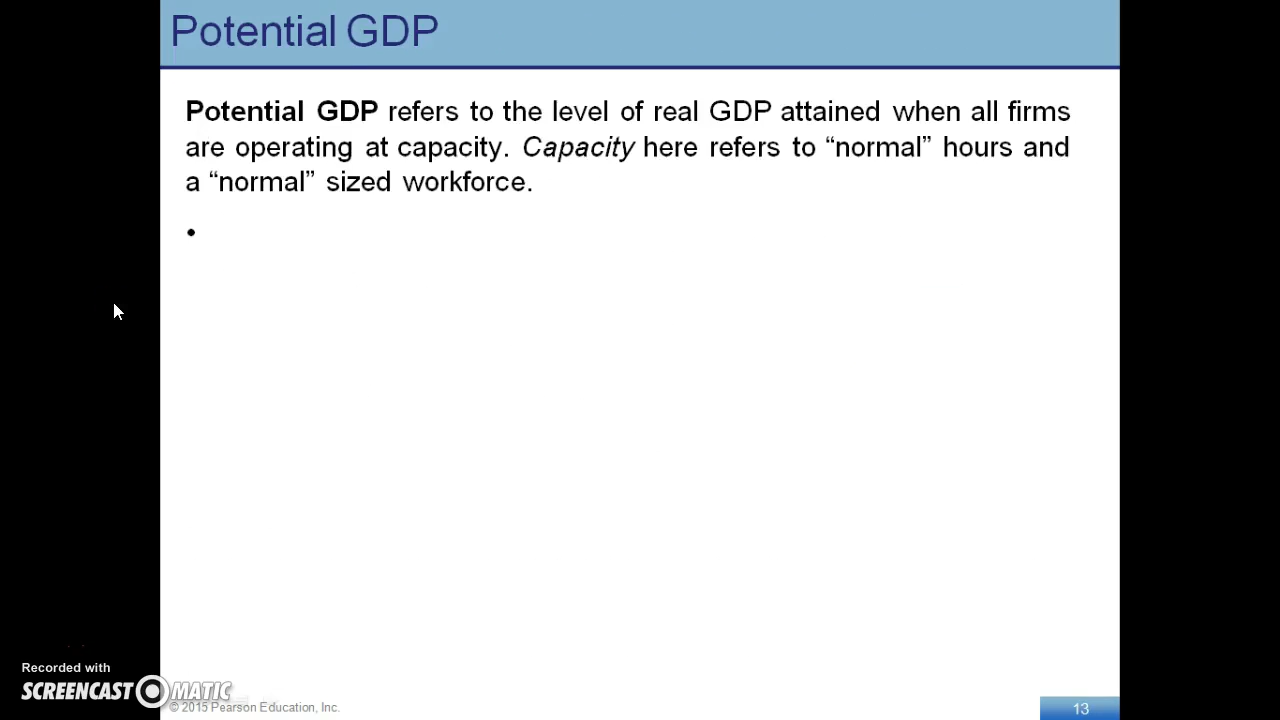 Potential GDP
Potential GDP refers to the level of real GDP attained when all firms
are operating at capacity. Capacity here refers to “normal” hours and
a “normal” sized workforce.
•
Recorded with
SCREENCAST MATIC
© 2015 Pearson Education, Inc.
13